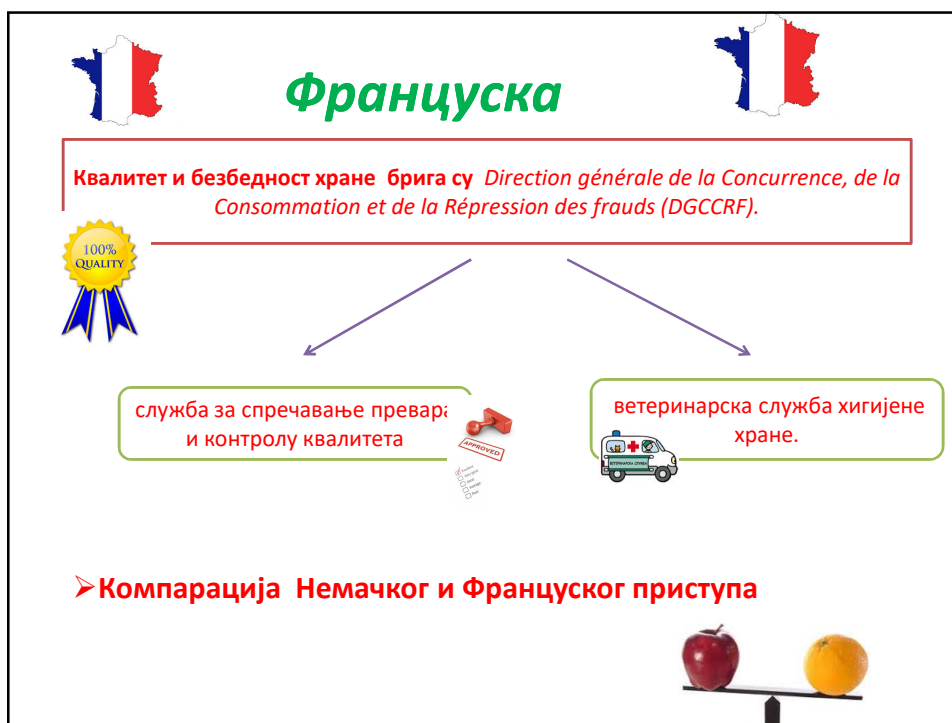 Француска
Квалитет и безбедност хране брига су Direction générale de la Concurrence, de la
Consommation et de la Répression des frauds (DGCCRF).
100%
QUALITY
служба за спречавање превара
и контролу квалитета
APPROVED
ветеринарска служба хигијене
хране.
➢Компарација Немачког и Француског приступа